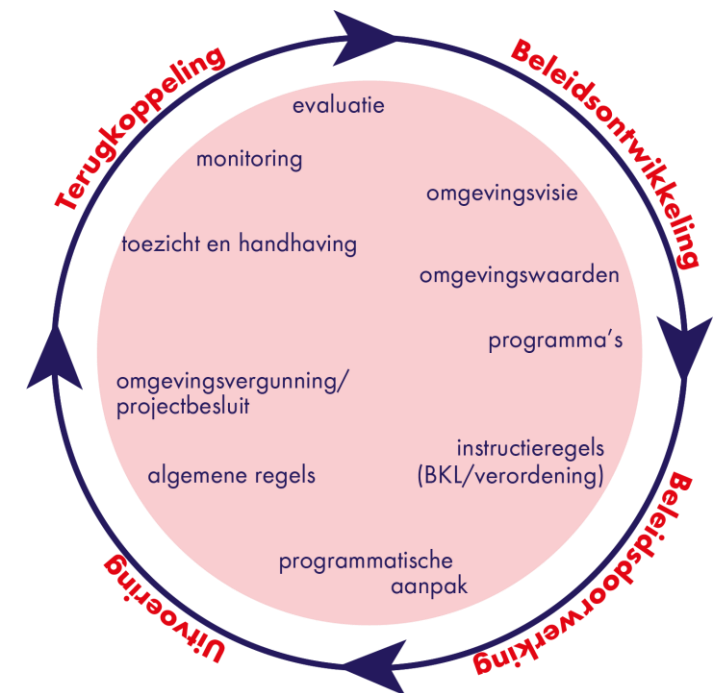 Terugkoppeling
Beleidsontwikkeling
evaluatie
monitoring
omgevingsvisie
toezicht en handhaving
omgevingswaarden
programma’s
omgevingsvergunning/
projectbesluit
instructieregels
(BKL/verordening)
algemene regels
programmatische
aanpak
Uitvoering
Beleidsdoorwerking